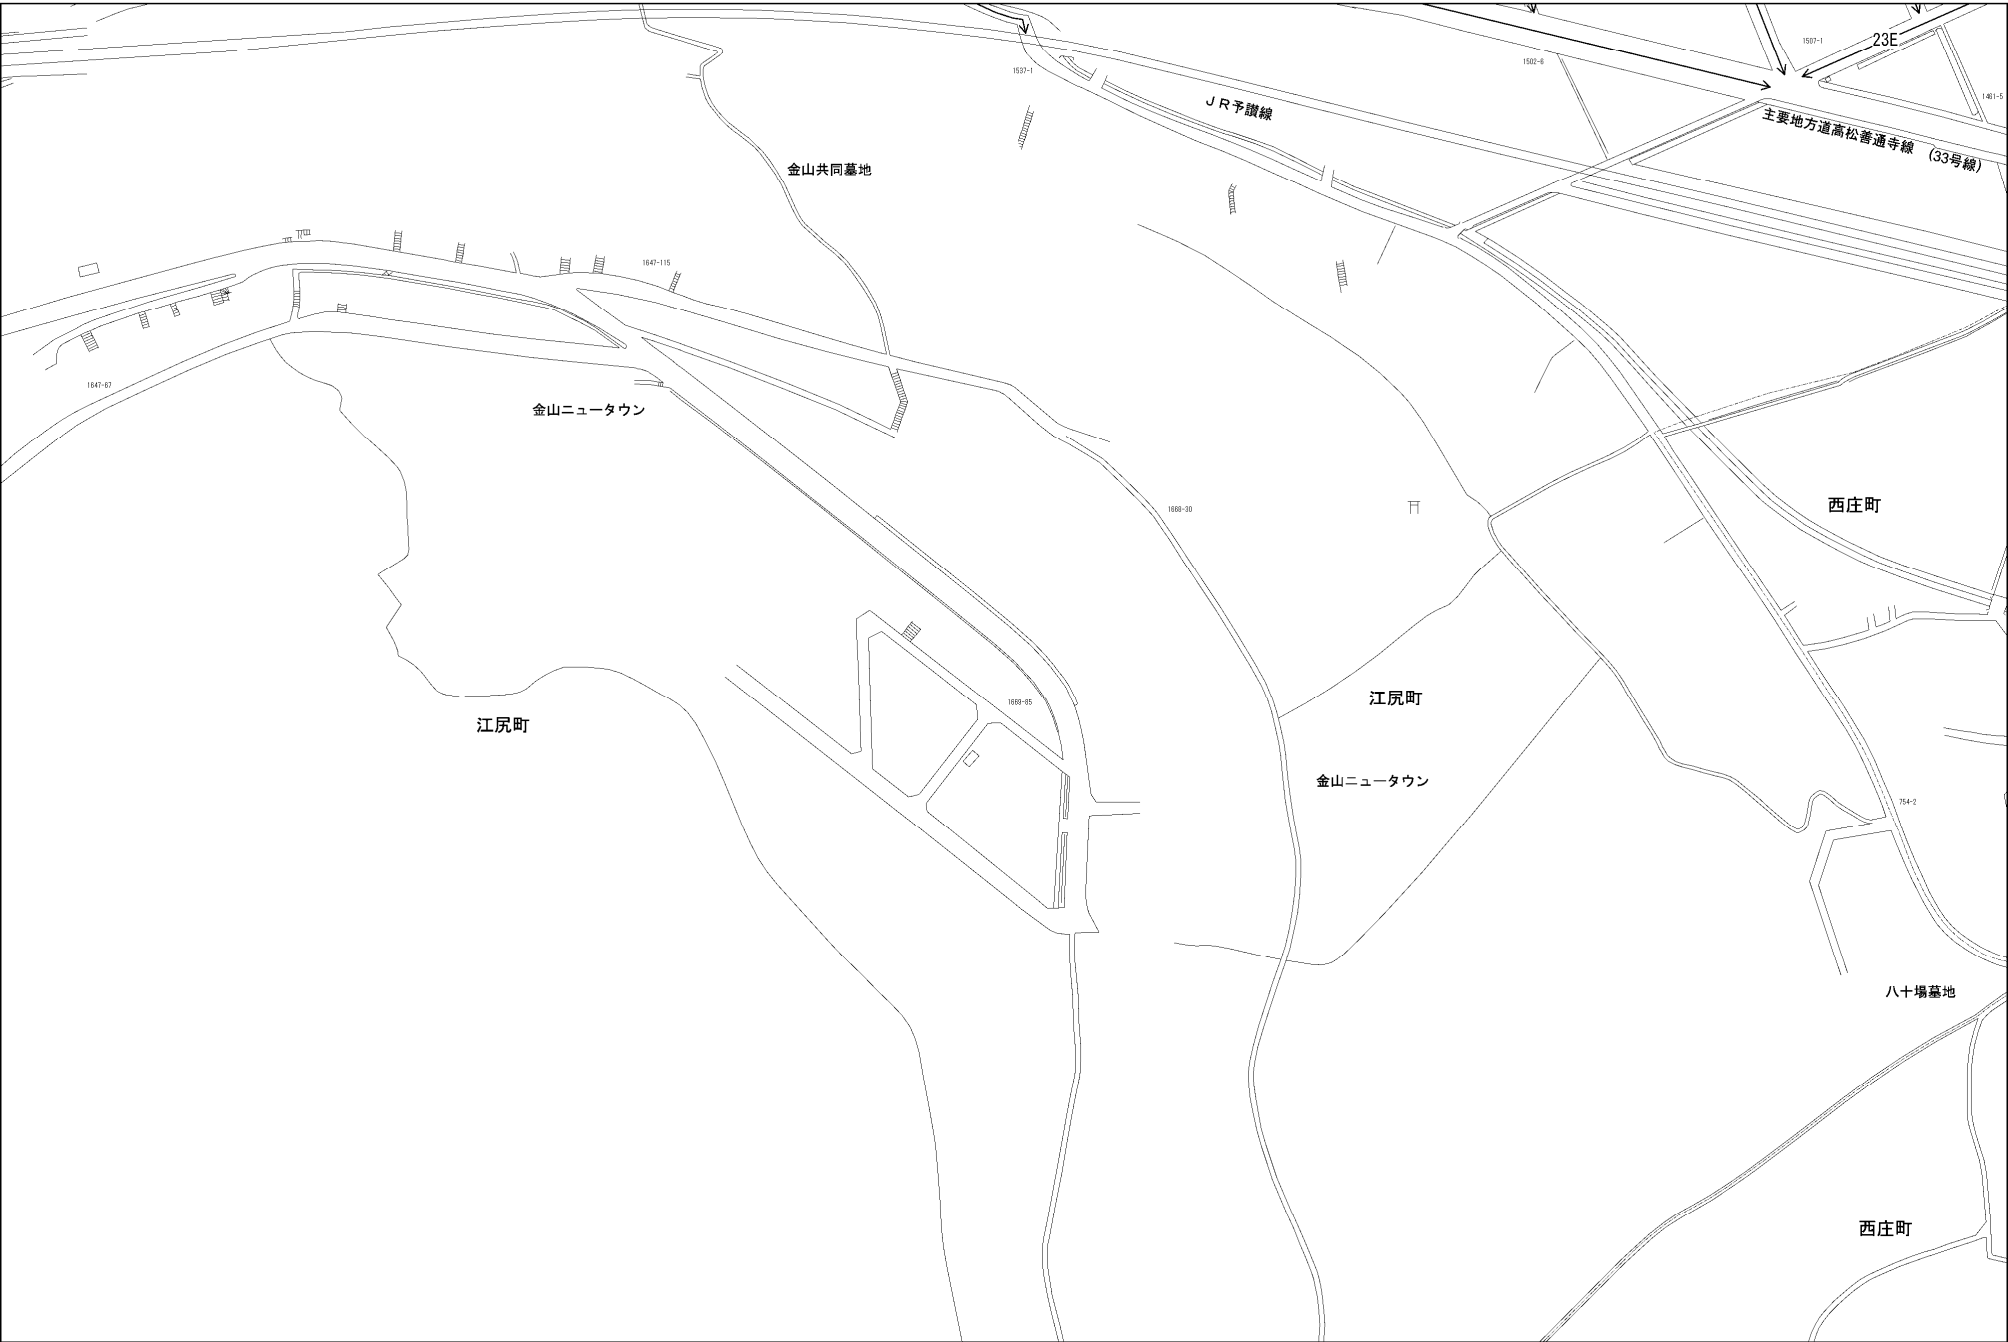 23E
1507-1
1502-6
1537-1
1461-5
JR予讃線
主要地方道高松善通寺線 (33号線)
金山共同墓地
1647-115
1647-67
金山ニュータウン
1668-30
西庄町
1669-85
江尻町
江尻町
金山ニュータウン
754-2
八十場墓地
西庄町